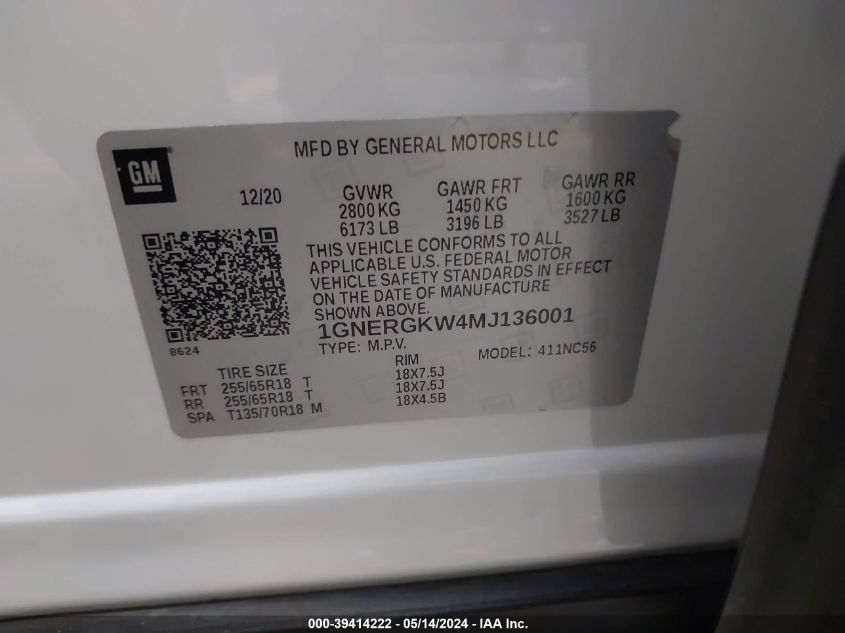 GM
MFD BY GENERAL MOTORS LLC
12/20
GVWR
2800 KG
6173 LB
GAWR FRT
1450 KG
3196 LB
GAWR RR
1600 KG
3527 LB
THIS VEHICLE CONFORMS TO ALL
APPLICABLE U.S. FEDERAL MOTOR
VEHICLE SAFETY STANDARDS IN EFFECT
ON THE DATE OF MANUFACTURE
SHOWN ABOVE.
1GNERGKW4MJ136001
8624
TYPE: M.P.V.
MODEL: 411NC56
TIRE SIZE RIM
FRT 255/65R18 T 18X7.5J
RR 255/65R18 T 18X7.5J
SPA T135/70R18 M 18X4.5B
000-39414222 - 05/14/2024 - IAA Inc.